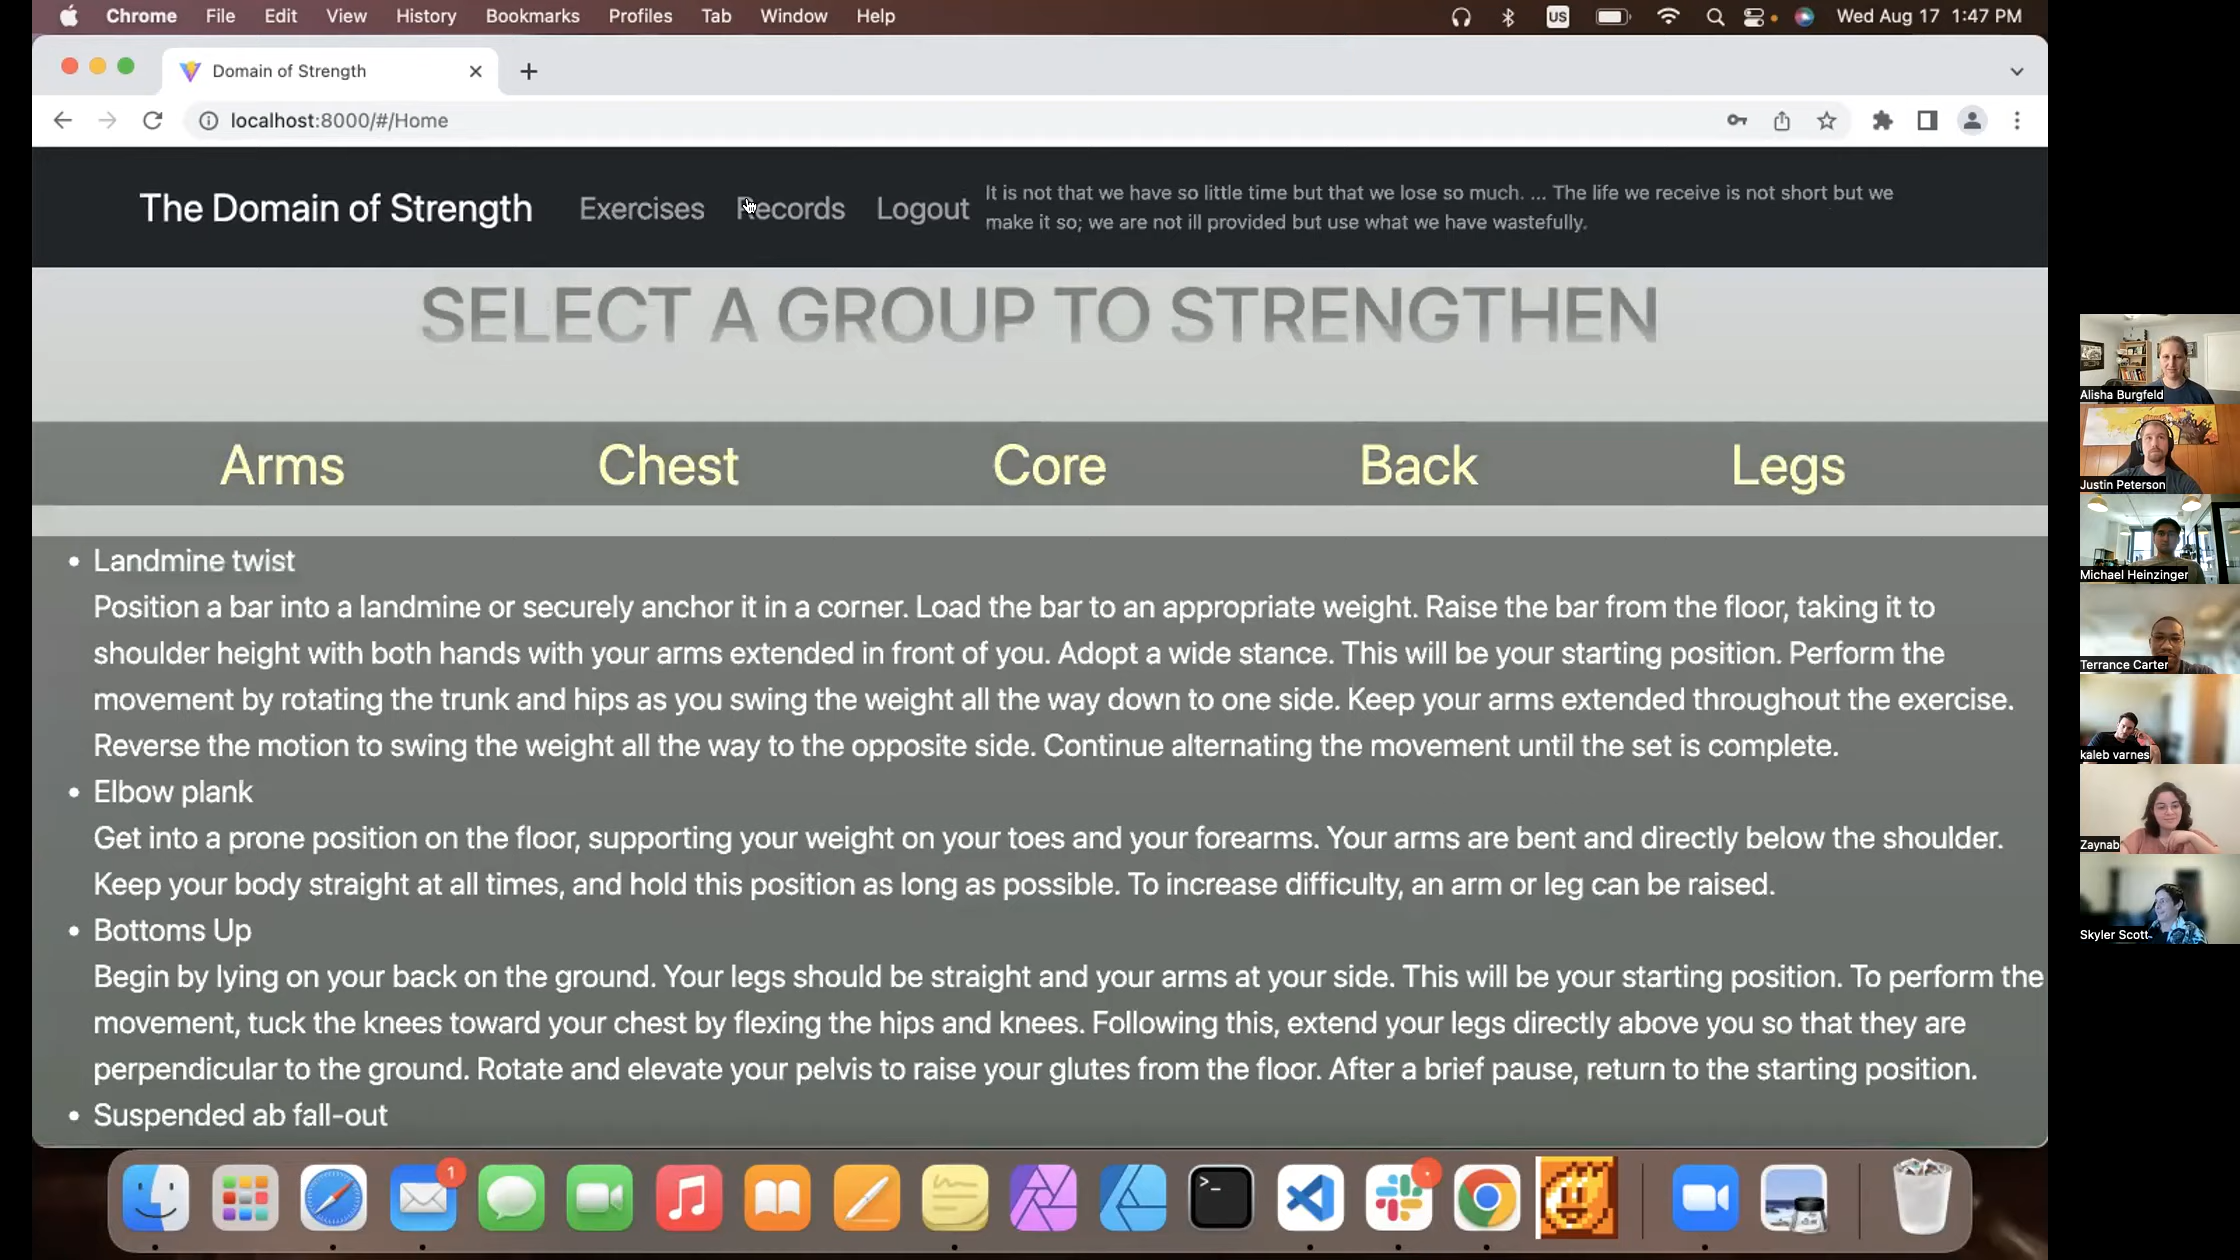 Chrome File Edit View History Bookmarks Profiles Tab Window Help US Wed Aug 17 1:47 PM
Domain of Strength
localhost:8000/#/Home
The Domain of Strength Exercises Records Logout
It is not that we have so little time but that we lose so much. ... The life we receive is not short but we
make it so; we are not ill provided but use what we have wastefully.
SELECT A GROUP TO STRENGTHEN
Arms Chest Core Back Legs
• Landmine twist
Position a bar into a landmine or securely anchor it in a corner. Load the bar to an appropriate weight. Raise the bar from the floor, taking it to
shoulder height with both hands with your arms extended in front of you. Adopt a wide stance. This will be your starting position. Perform the
movement by rotating the trunk and hips as you swing the weight all the way down to one side. Keep your arms extended throughout the exercise.
Reverse the motion to swing the weight all the way to the opposite side. Continue alternating the movement until the set is complete.
• Elbow plank
Get into a prone position on the floor, supporting your weight on your toes and your forearms. Your arms are bent and directly below the shoulder.
Keep your body straight at all times, and hold this position as long as possible. To increase difficulty, an arm or leg can be raised.
• Bottoms Up
Begin by lying on your back on the ground. Your legs should be straight and your arms at your side. This will be your starting position. To perform the
movement, tuck the knees toward your chest by flexing the hips and knees. Following this, extend your legs directly above you so that they are
perpendicular to the ground. Rotate and elevate your pelvis to raise your glutes from the floor. After a brief pause, return to the starting position.
• Suspended ab fall-out
1
Alisha Burgfeld
Justin Peterson
Michael Heinzinger
Terrance Carter
kaleb varnes
Zaynab
Skyler Scott